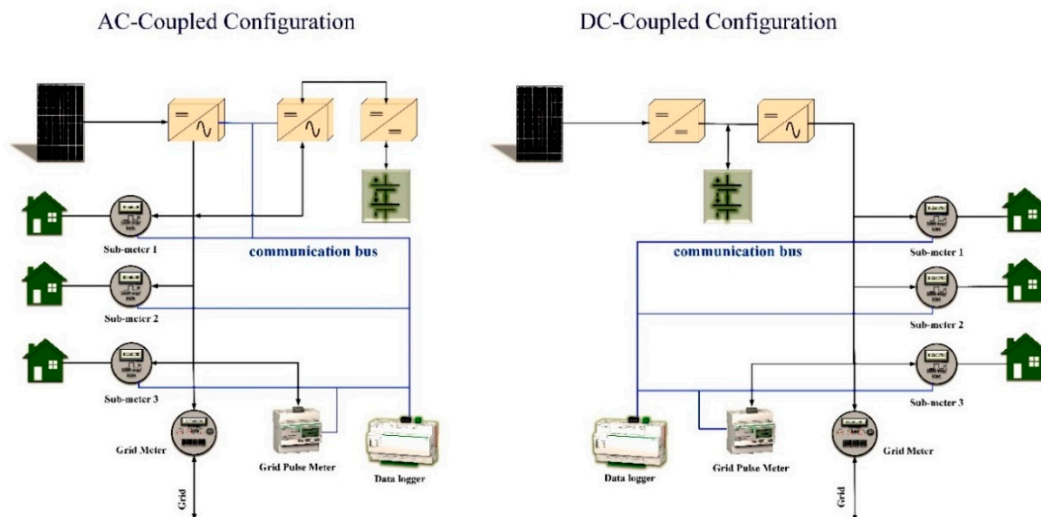 AC-Coupled Configuration
DC-Coupled Configuration
Sub-meter 1
communication bus
Sub-meter 2
Sub-meter 3
Grid Meter
Grid Pulse Meter
Data logger
Grid
Sub-meter 1
communication bus
Sub-meter 2
Sub-meter 3
Data logger
Grid Pulse Meter
Grid Meter
Grid